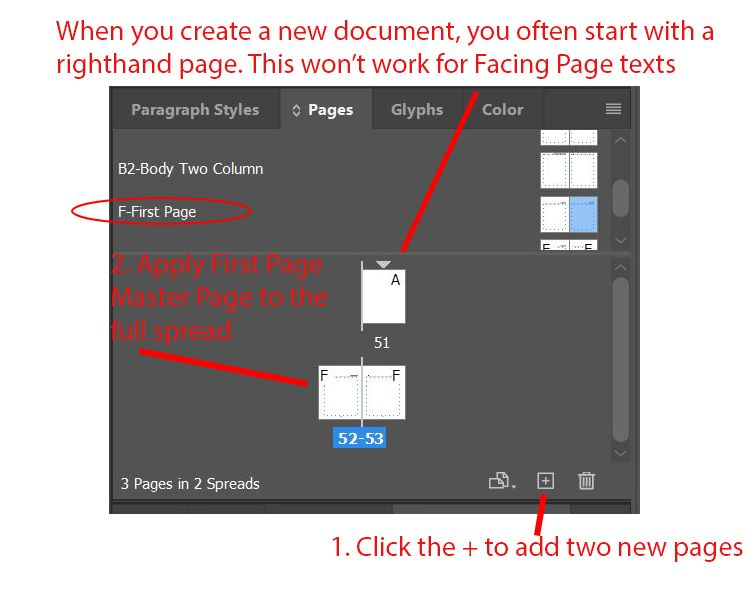 When you create a new document, you often start with a
righthand page. This won't work for Facing Page texts
Paragraph Styles
Pages
Glyphs
Color
B2-Body Two Column
F-First Page
F
F
2. Apply First Page
Master Page to the
full spread
A
51
F
F
52-53
3 Pages in 2 Spreads
1. Click the + to add two new pages